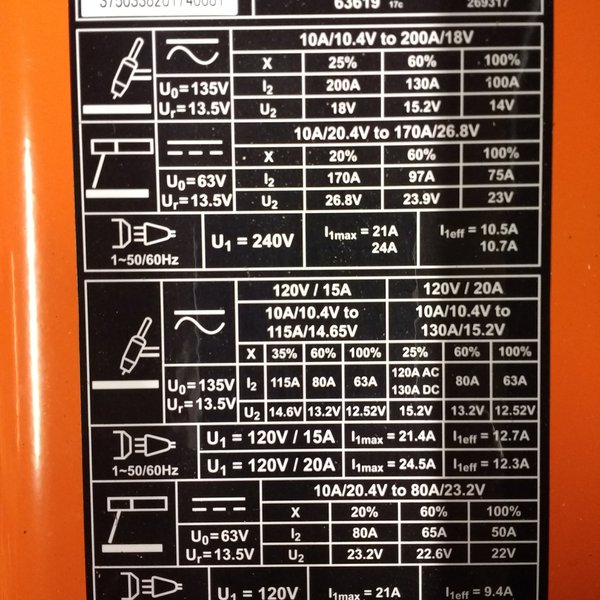 63619 17c 269317
10A/10.4V to 200A/18V
X 25% 60% 100%
U0=135V I2 200A 130A 100A
Ur=13.5V U2 18V 15.2V 14V
10A/20.4V to 170A/26.8V
X 20% 60% 100%
U0=63V I2 170A 97A 75A
Ur=13.5V U2 26.8V 23.9V 23V
U1 = 240V I1max = 21A I1eff = 10.5A
24A 10.7A
1~50/60Hz
120V / 15A 120V / 20A
10A/10.4V to 10A/10.4V to
115A/14.65V 130A/15.2V
X 35% 60% 100% 25% 60% 100%
U0=135V I2 115A 80A 63A 120A AC 80A 63A
130A DC
Ur=13.5V U2 14.6V 13.2V 12.52V 15.2V 13.2V 12.52V
U1 = 120V / 15A I1max = 21.4A I1eff = 12.7A
1~50/60Hz U1 = 120V / 20A I1max = 24.5A I1eff = 12.3A
10A/20.4V to 80A/23.2V
X 20% 60% 100%
U0=63V I2 80A 65A 50A
Ur=13.5V U2 23.2V 22.6V 22V
U1 = 120V I1max = 21A I1eff = 9.4A